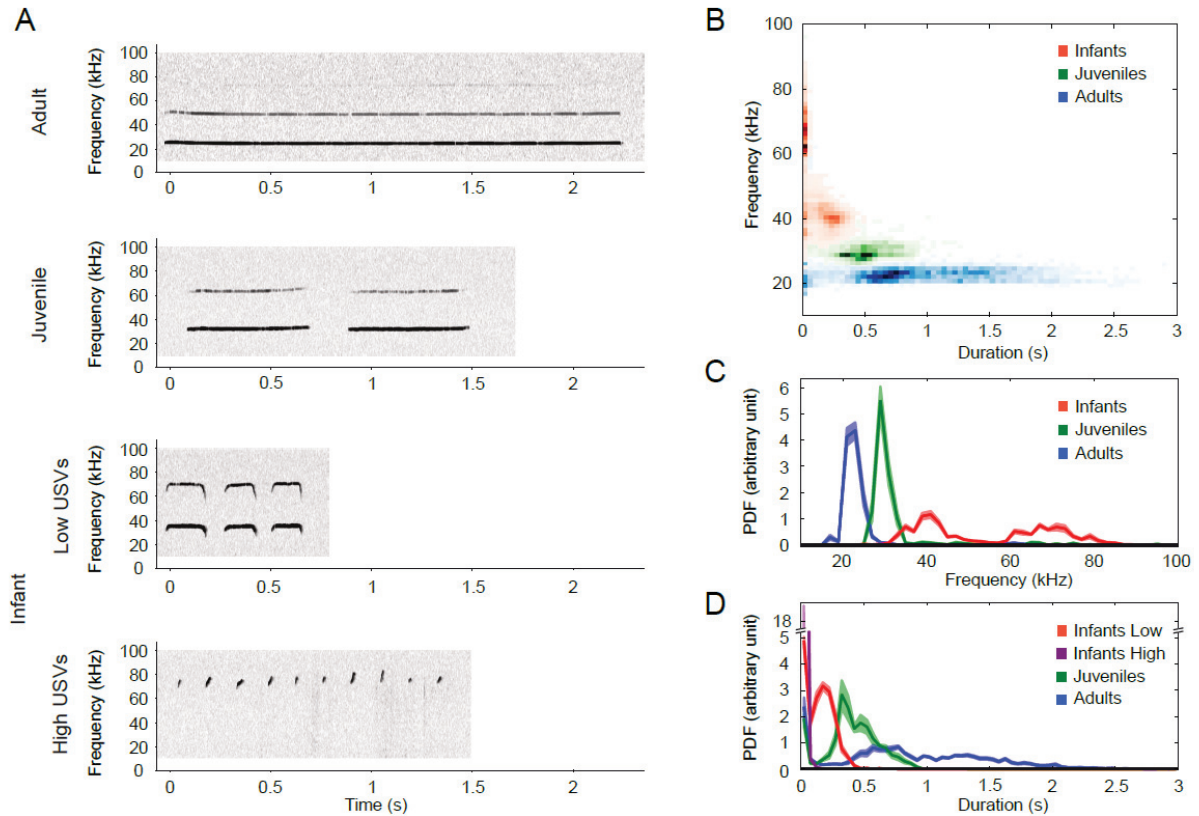 A
Adult
Frequency (kHz)
100
80
60
40
20
0
0 0.5 1 1.5 2
Juvenile
Frequency (kHz)
100
80
60
40
20
0
0 0.5 1 1.5 2
Infant
Low USVs
Frequency (kHz)
100
80
60
40
20
0
0 0.5 1 1.5 2
High USVs
Frequency (kHz)
100
80
60
40
20
0
0 0.5 1 1.5 2
Time (s)
B
Frequency (kHz)
100
80
60
40
20
Infants
Juveniles
Adults
0 0.5 1 1.5 2 2.5 3
Duration (s)
C
PDF (arbitrary unit)
6
5
4
3
2
1
0
Infants
Juveniles
Adults
20 40 60 80 100
Frequency (kHz)
D
PDF (arbitrary unit)
18
5
4
3
2
1
0
Infants Low
Infants High
Juveniles
Adults
0 0.5 1 1.5 2 2.5 3
Duration (s)